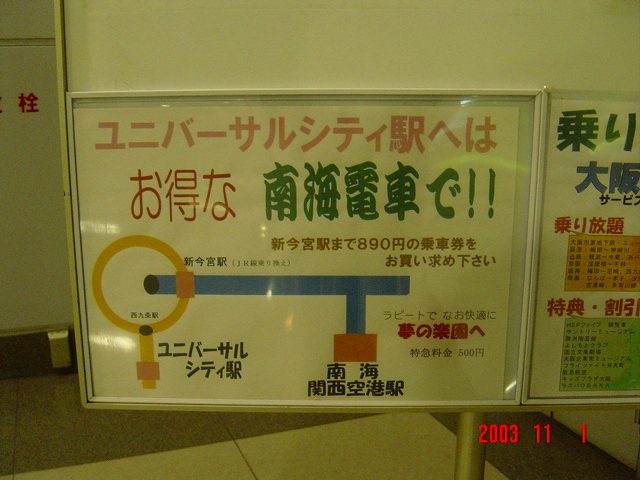 栓
ユニバーサルシティ駅へは
お得な 南海電車で!!
新今宮駅まで890円の乗車券を
お買い求め下さい
新今宮駅（JR線乗り換え）
西九条駅
ラピートで なお快適に
夢の楽園へ
特急料金 500円
ユニバーサル
シティ駅
南 海
関西空港駅
乗り
大阪
サービス
乗り放題
特典・割引
2003 11 1